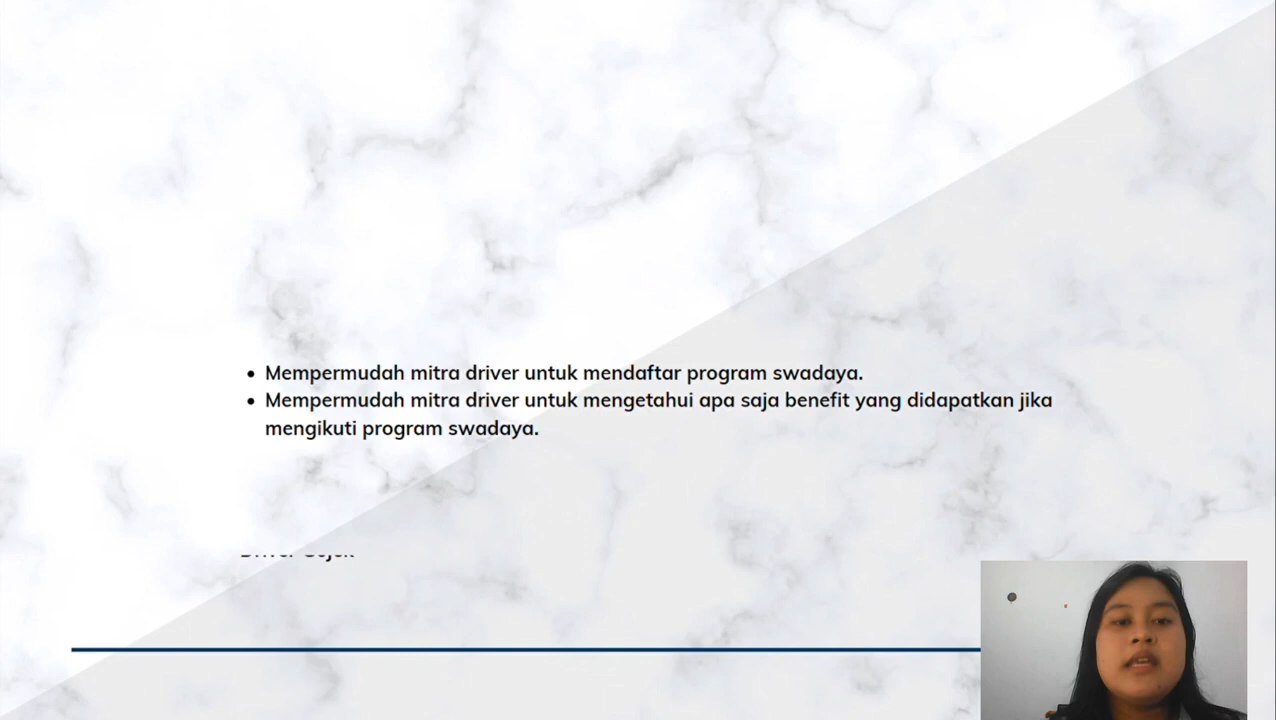 • Mempermudah mitra driver untuk mendaftar program swadaya.
• Mempermudah mitra driver untuk mengetahui apa saja benefit yang didapatkan jika
mengikuti program swadaya.